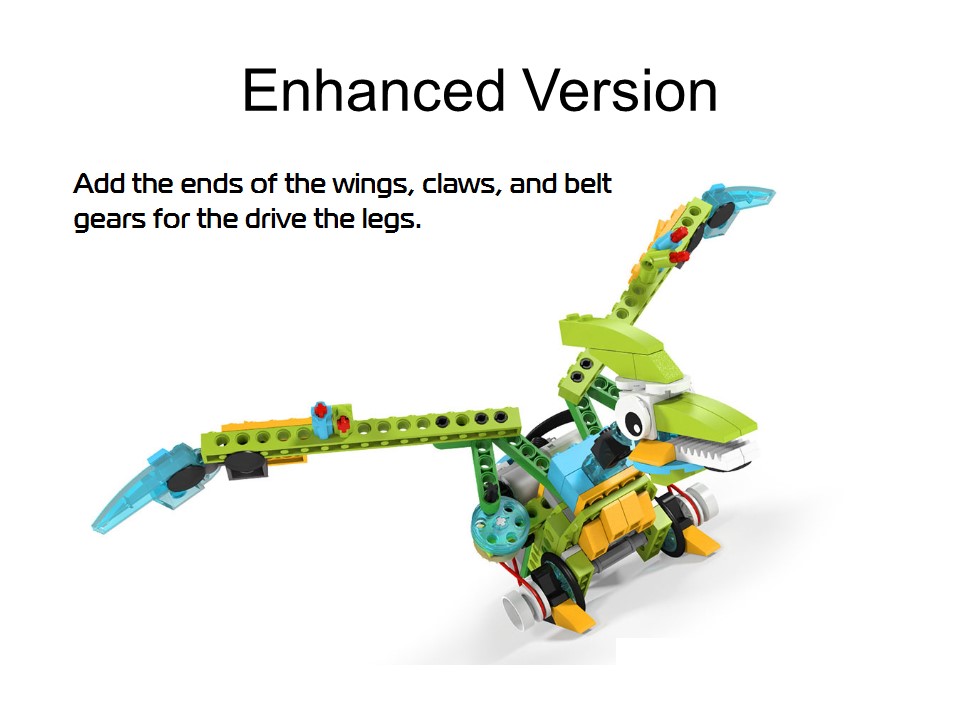 Enhanced Version
Add the ends of the wings, claws, and belt
gears for the drive the legs.